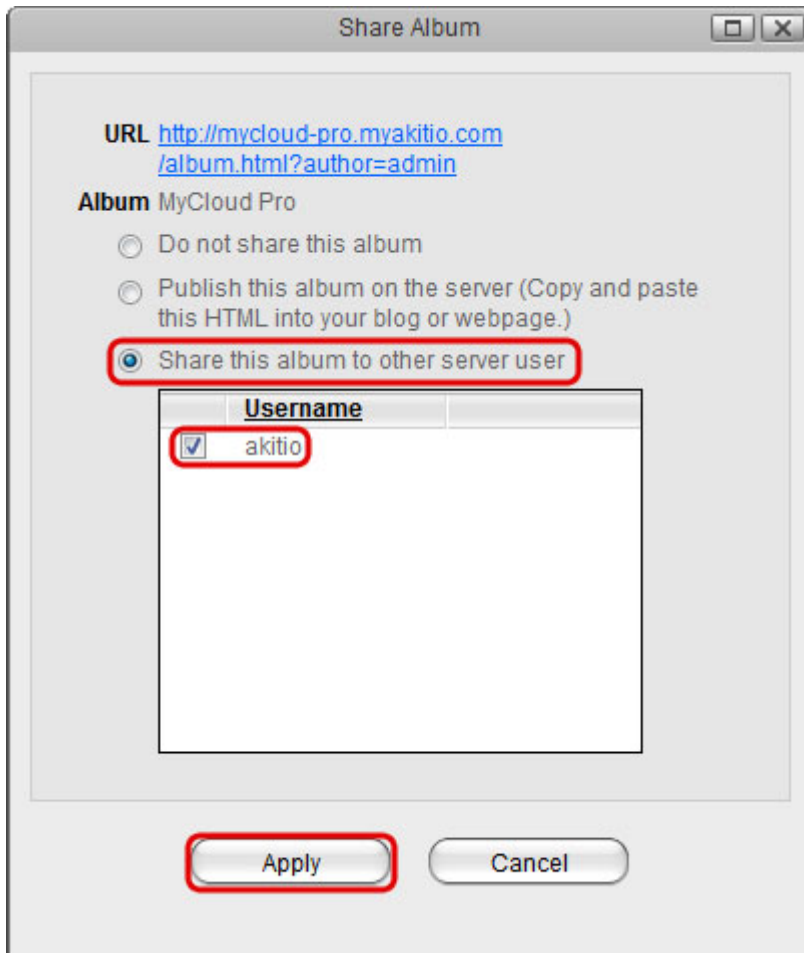 Share Album
URL http://mycloud-pro.myakitio.com
/album.html?author=admin
Album MyCloud Pro
Do not share this album
Publish this album on the server (Copy and paste
this HTML into your blog or webpage.)
Share this album to other server user
Username
akitio
Apply Cancel